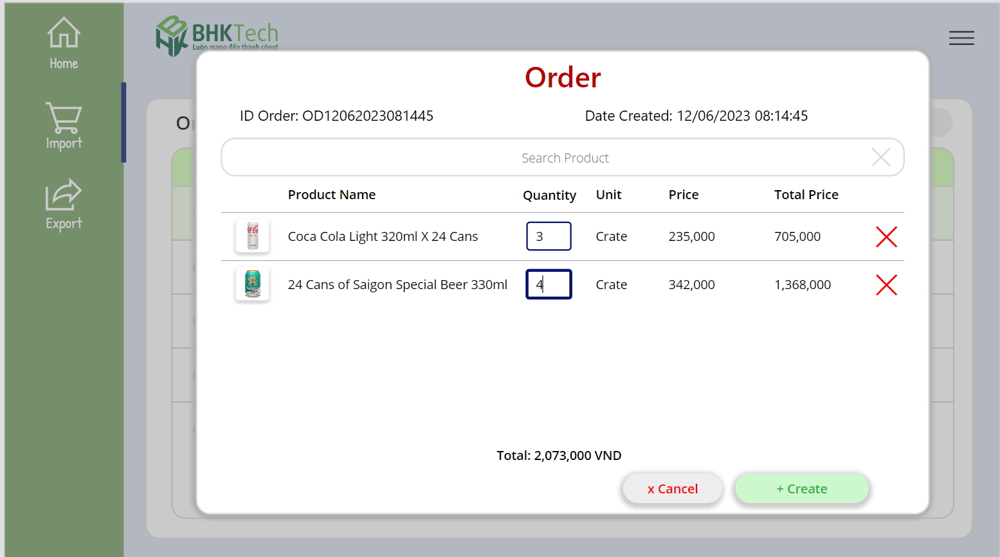 Home
Import
Export
BHKTech
Luôn mang đến thành công!
Order
ID Order: OD12062023081445
Date Created: 12/06/2023 08:14:45
Search Product
Product Name Quantity Unit Price Total Price
Coca Cola Light 320ml X 24 Cans 3 Crate 235,000 705,000
24 Cans of Saigon Special Beer 330ml 4 Crate 342,000 1,368,000
Total: 2,073,000 VND
x Cancel
+ Create